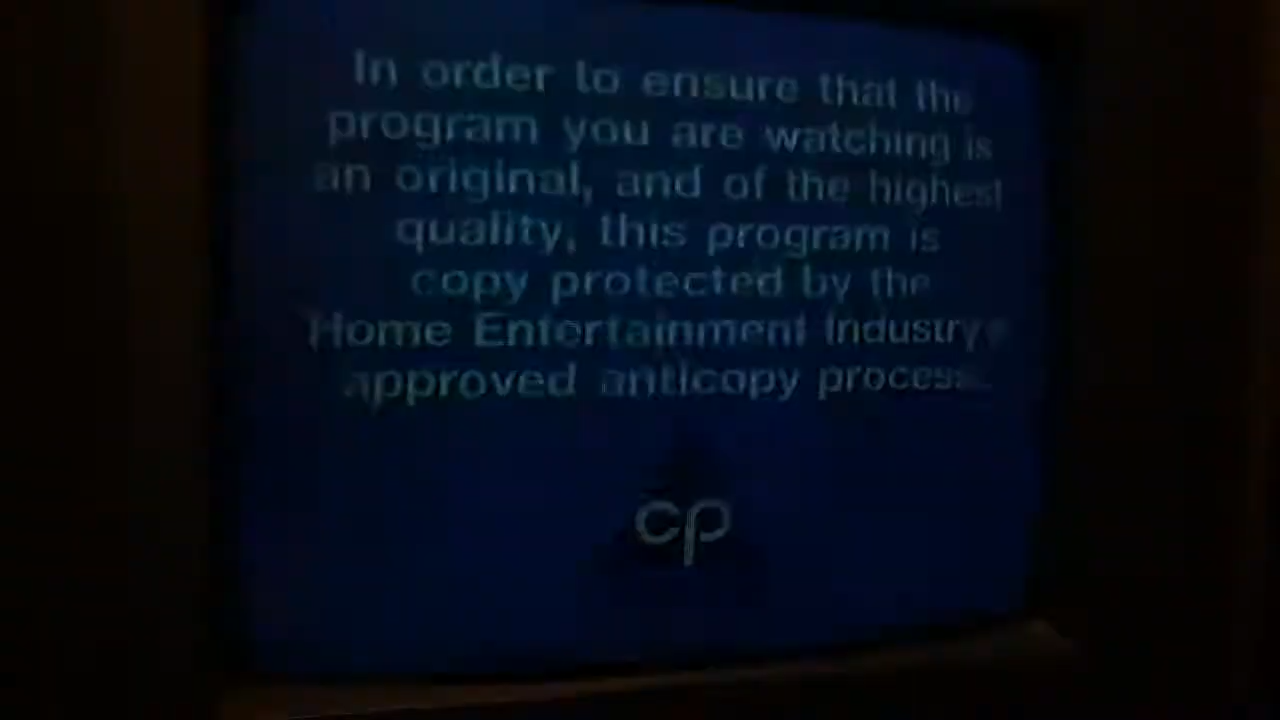 In order to ensure that the
program you are watching is
an original, and of the highest
quality, this program is
copy protected by the
Home Entertainment Industry's
approved anticopy process.
cp